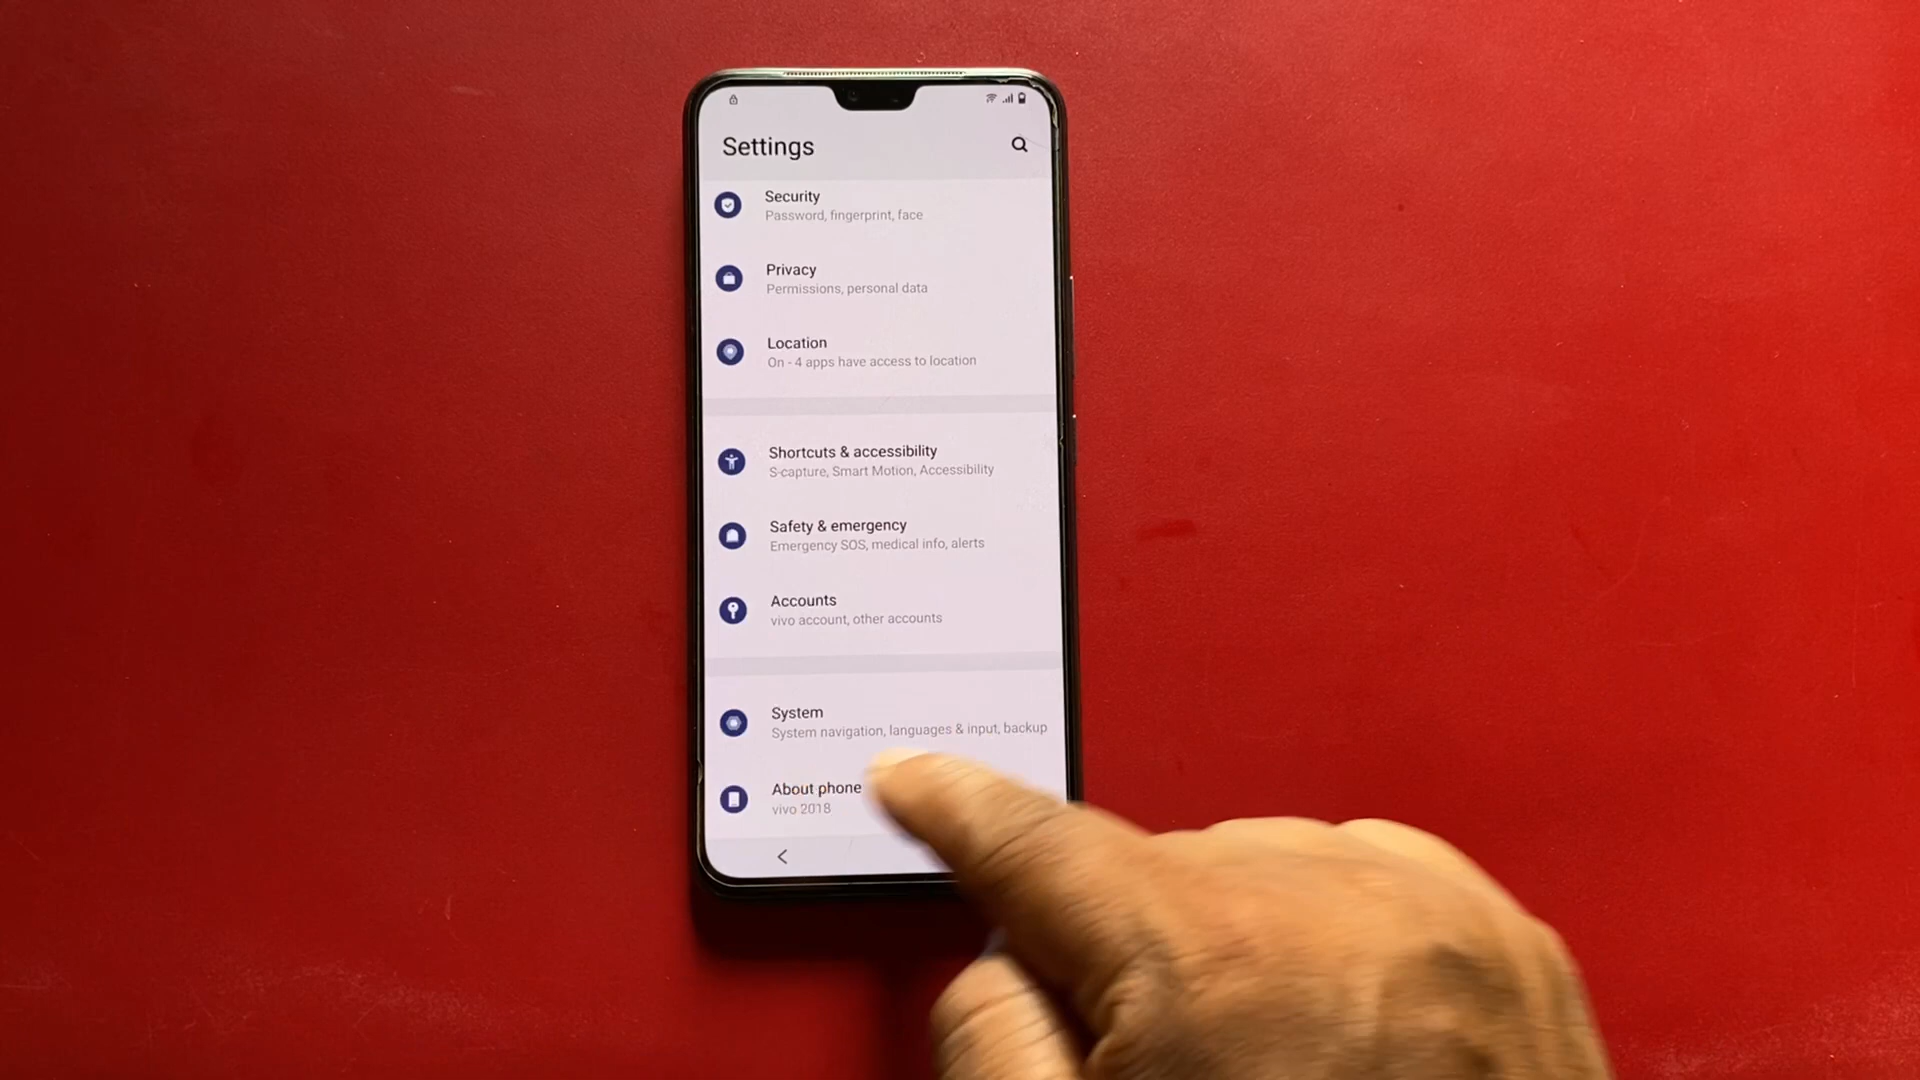 Settings
Security
Password, fingerprint, face
Privacy
Permissions, personal data
Location
On - 4 apps have access to location
Shortcuts & accessibility
S-capture, Smart Motion, Accessibility
Safety & emergency
Emergency SOS, medical info, alerts
Accounts
vivo account, other accounts
System
System navigation, languages & input, backup
About phone
vivo 2018